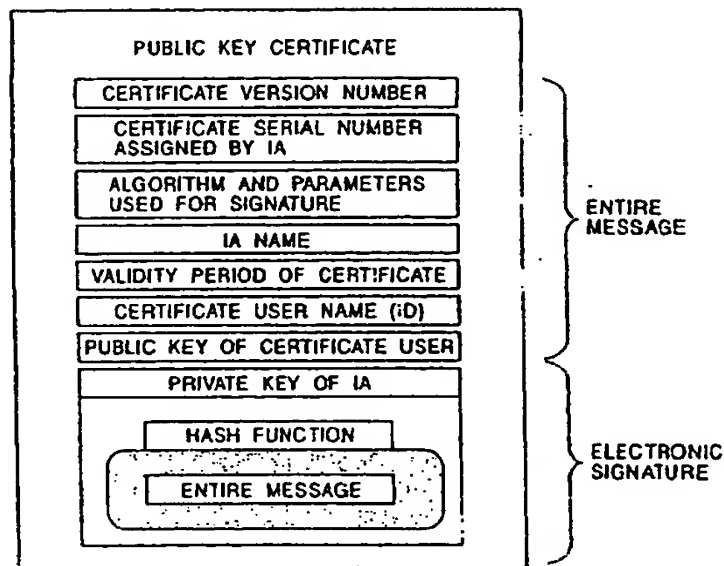 PUBLIC KEY CERTIFICATE
CERTIFICATE VERSION NUMBER
CERTIFICATE SERIAL NUMBER
ASSIGNED BY IA
ALGORITHM AND PARAMETERS
USED FOR SIGNATURE
IA NAME
VALIDITY PERIOD OF CERTIFICATE
CERTIFICATE USER NAME (ID)
PUBLIC KEY OF CERTIFICATE USER
ENTIRE
MESSAGE
PRIVATE KEY OF IA
HASH FUNCTION
ENTIRE MESSAGE
ELECTRONIC
SIGNATURE